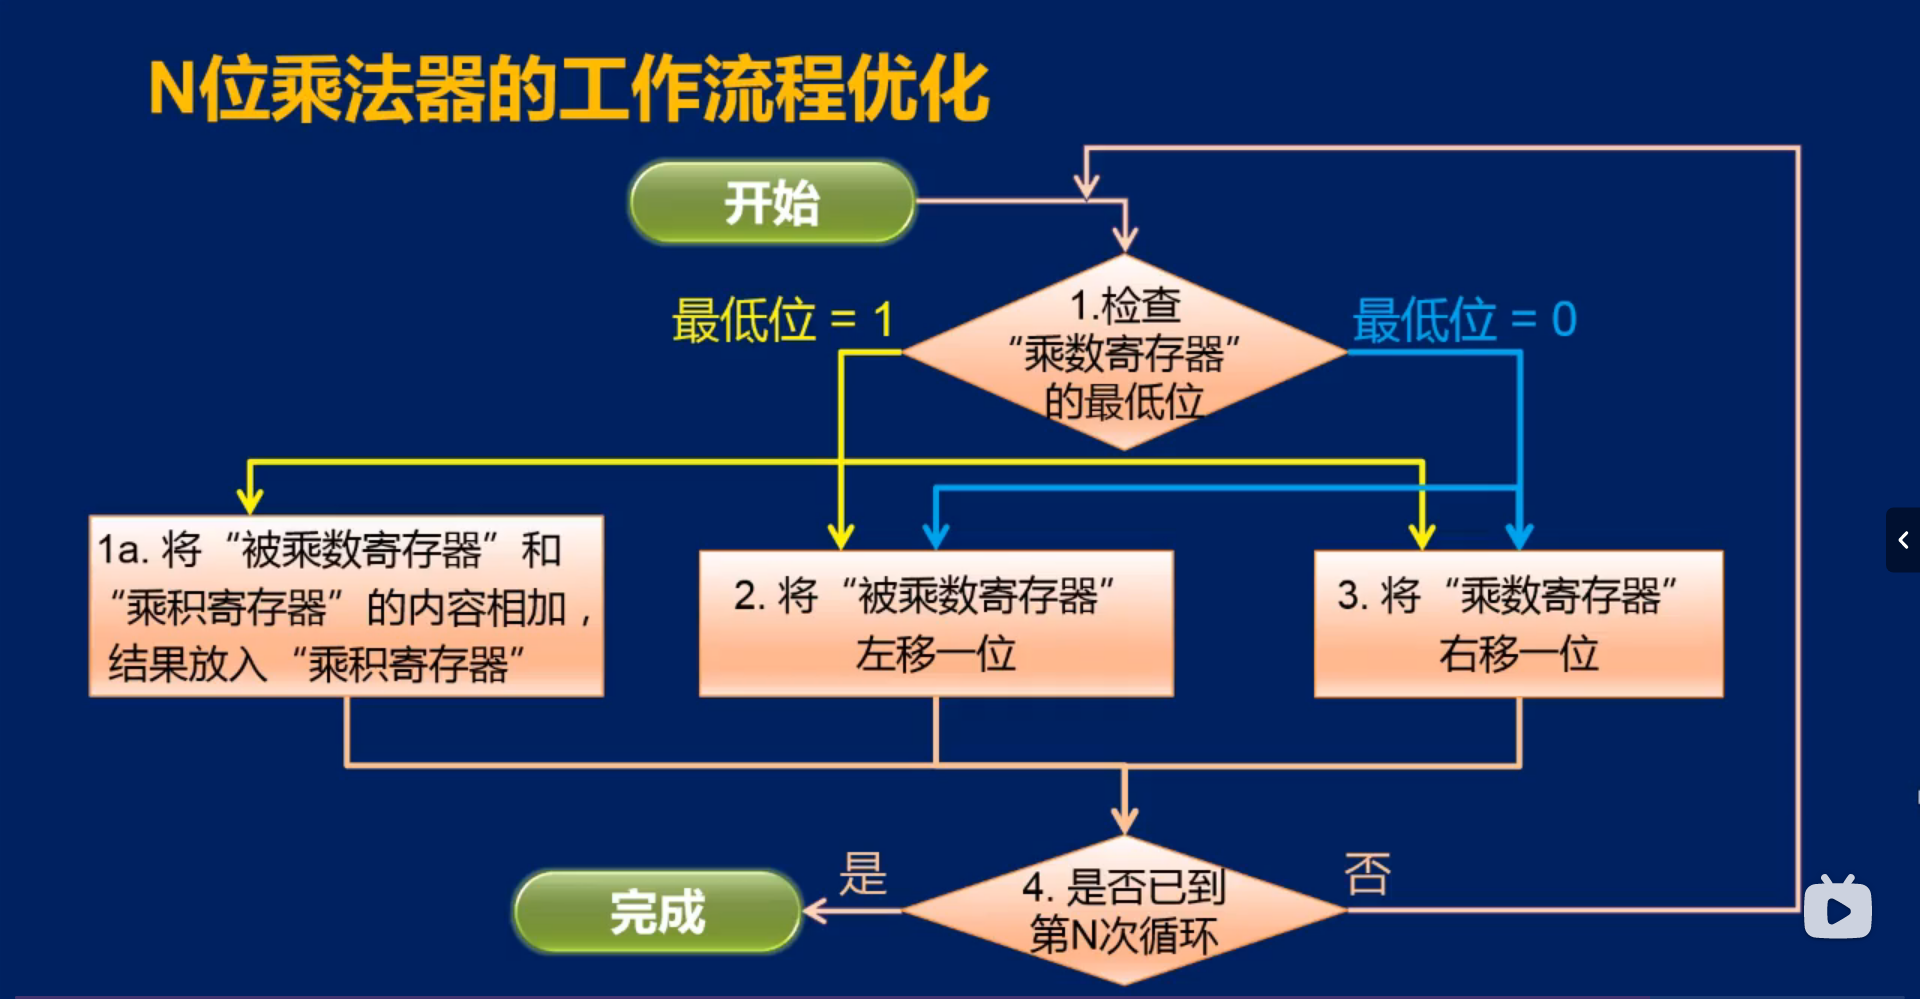 N位乘法器的工作流程优化
开始
最低位 = 1
1.检查
“乘数寄存器”
的最低位
最低位 = 0
1a. 将“被乘数寄存器”和
“乘积寄存器”的内容相加，
结果放入“乘积寄存器”
2. 将“被乘数寄存器”
左移一位
3. 将“乘数寄存器”
右移一位
4. 是否已到
第N次循环
是
否
完成